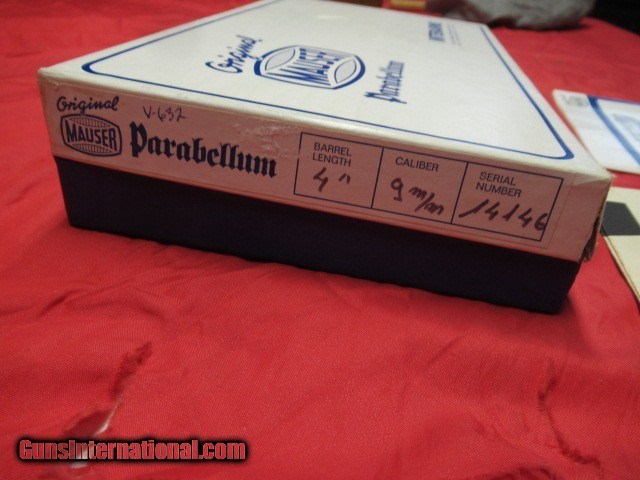 Original
MAUSER
Parabellum
Original
MAUSER
V-632
Parabellum
BARREL LENGTH
4"
CALIBER
9 m/m
SERIAL NUMBER
14146
GunsInternational.com